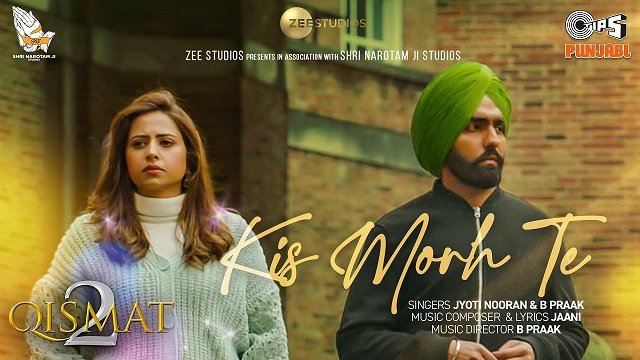 ZEE STUDIOS
SHRI NAROTAM JI
STUDIOS
TIPS
PUNJABI
ZEE STUDIOS PRESENTS IN ASSOCIATION WITH SHRI NAROTAM JI STUDIOS
Kis Morh Te
QISMAT 2
SINGERS JYOTI NOORAN & B PRAAK
MUSIC COMPOSER & LYRICS JAANI
MUSIC DIRECTOR B PRAAK